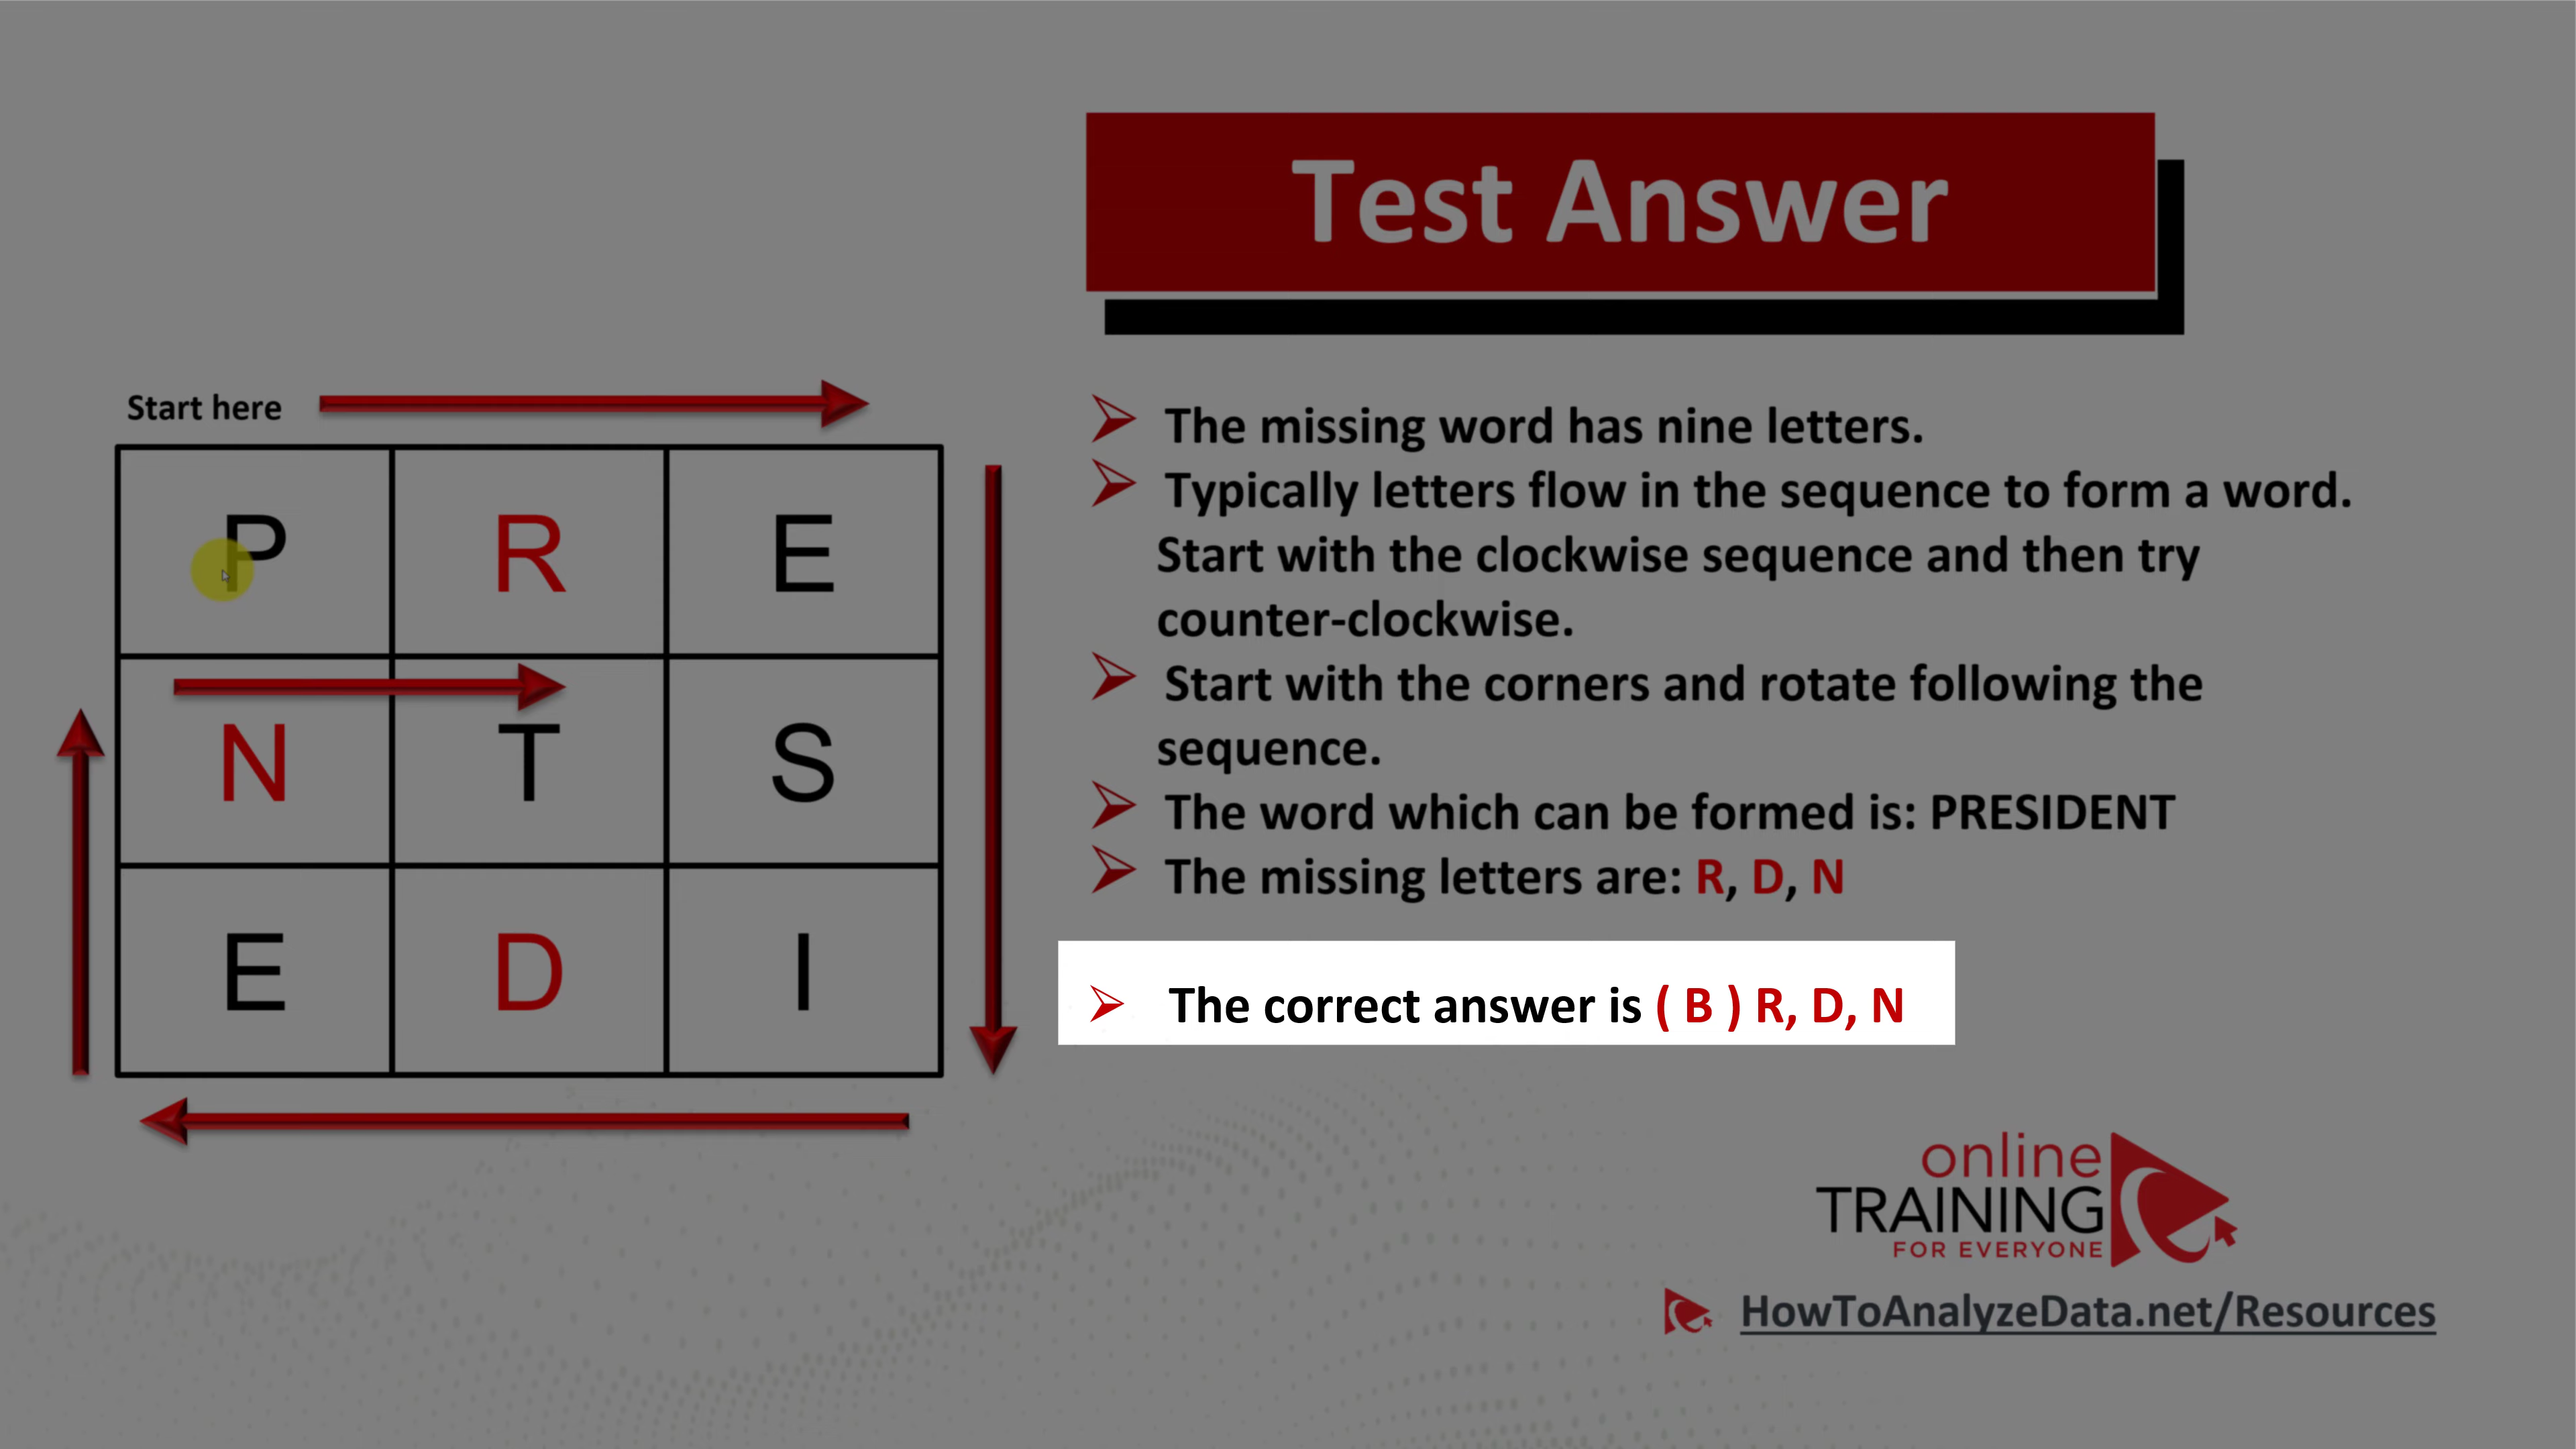 Test Answer
Start here
P R E
N T S
E D I
The missing word has nine letters.
Typically letters flow in the sequence to form a word.
Start with the clockwise sequence and then try
counter-clockwise.
Start with the corners and rotate following the
sequence.
The word which can be formed is: PRESIDENT
The missing letters are: R, D, N
The correct answer is ( B ) R, D, N
online
TRAINING
FOR EVERYONE
HowToAnalyzeData.net/Resources